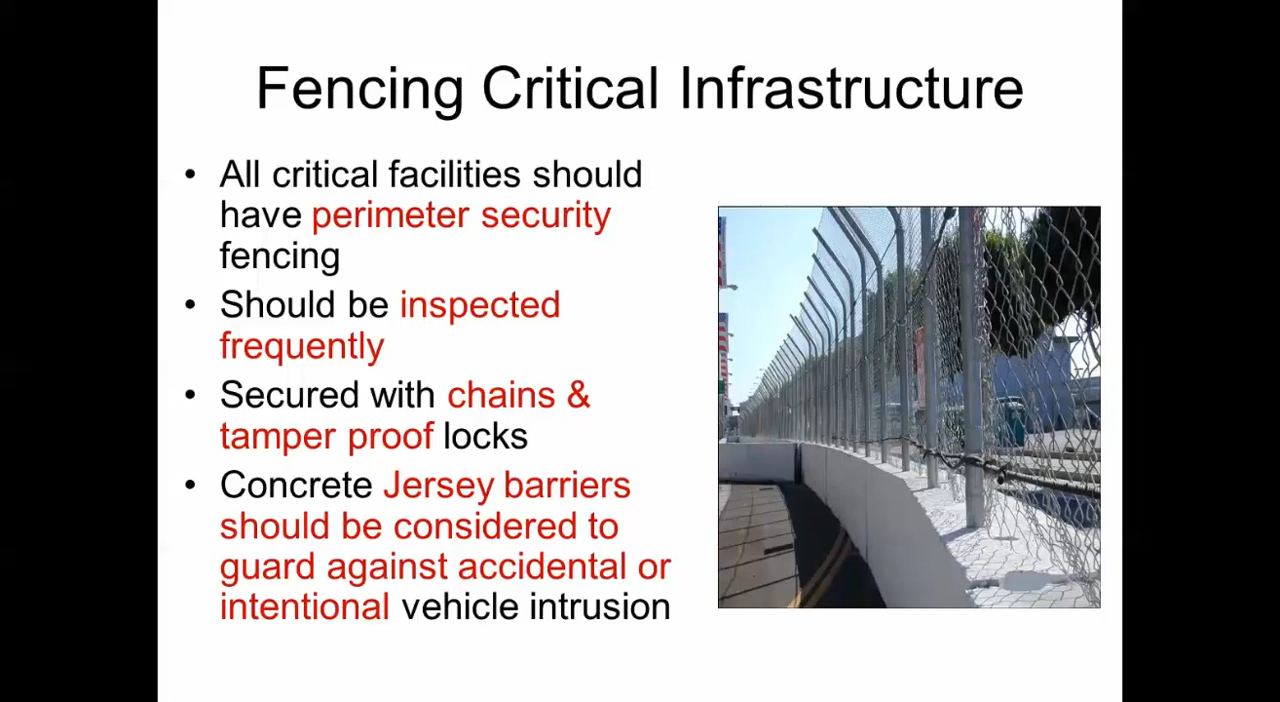 Fencing Critical Infrastructure
• All critical facilities should
have perimeter security
fencing
• Should be inspected
frequently
• Secured with chains &
tamper proof locks
• Concrete Jersey barriers
should be considered to
guard against accidental or
intentional vehicle intrusion